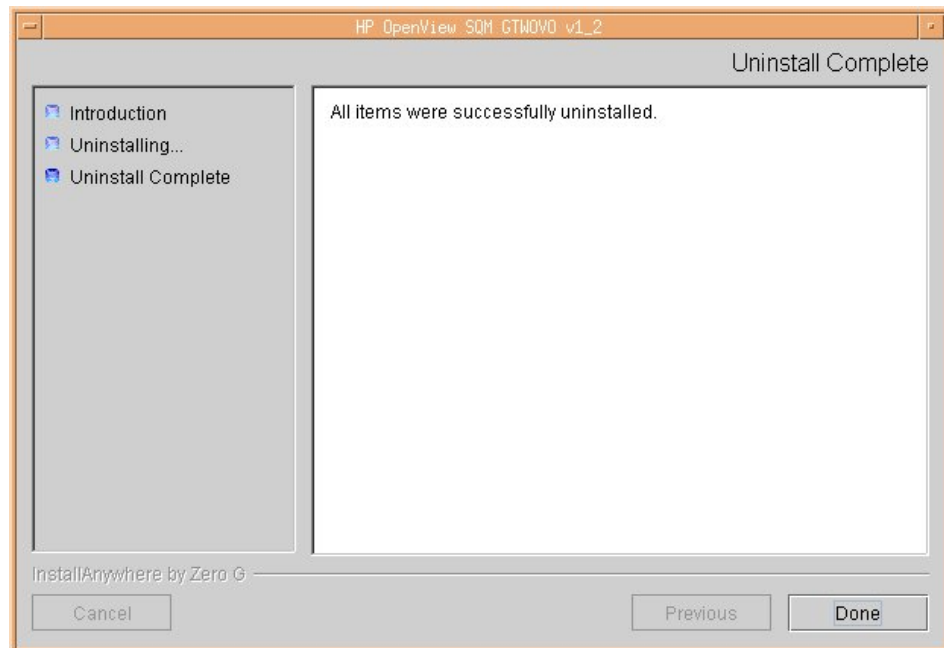 HP OpenView SQM GTWOVO v1_2
Uninstall Complete
Introduction
Uninstalling...
Uninstall Complete
All items were successfully uninstalled.
InstallAnywhere by Zero G
Cancel
Previous
Done